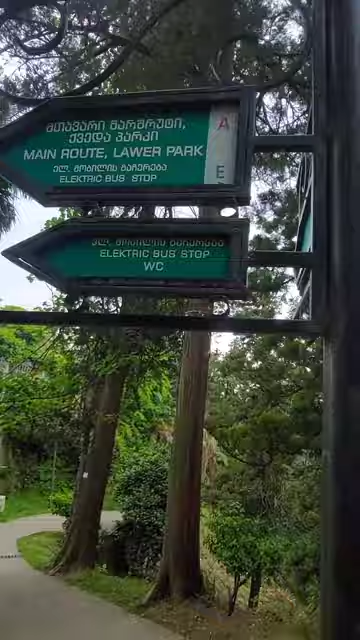 მთავარი მარშრუტი,
ქვედა პარკი
MAIN ROUTE, LAWER PARK
ელ. მობილის გაჩერება
ELEKTRIC BUS STOP
A
E
ელ. მობილის გაჩერება
ELEKTRIC BUS STOP
WC